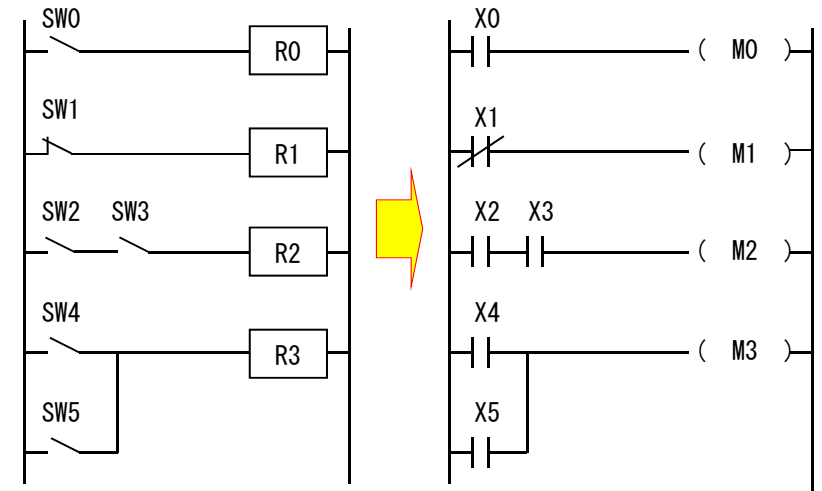 SW0
R0
SW1
R1
SW2 SW3
R2
SW4
R3
SW5
X0
( M0 )
X1
( M1 )
X2 X3
( M2 )
X4
( M3 )
X5